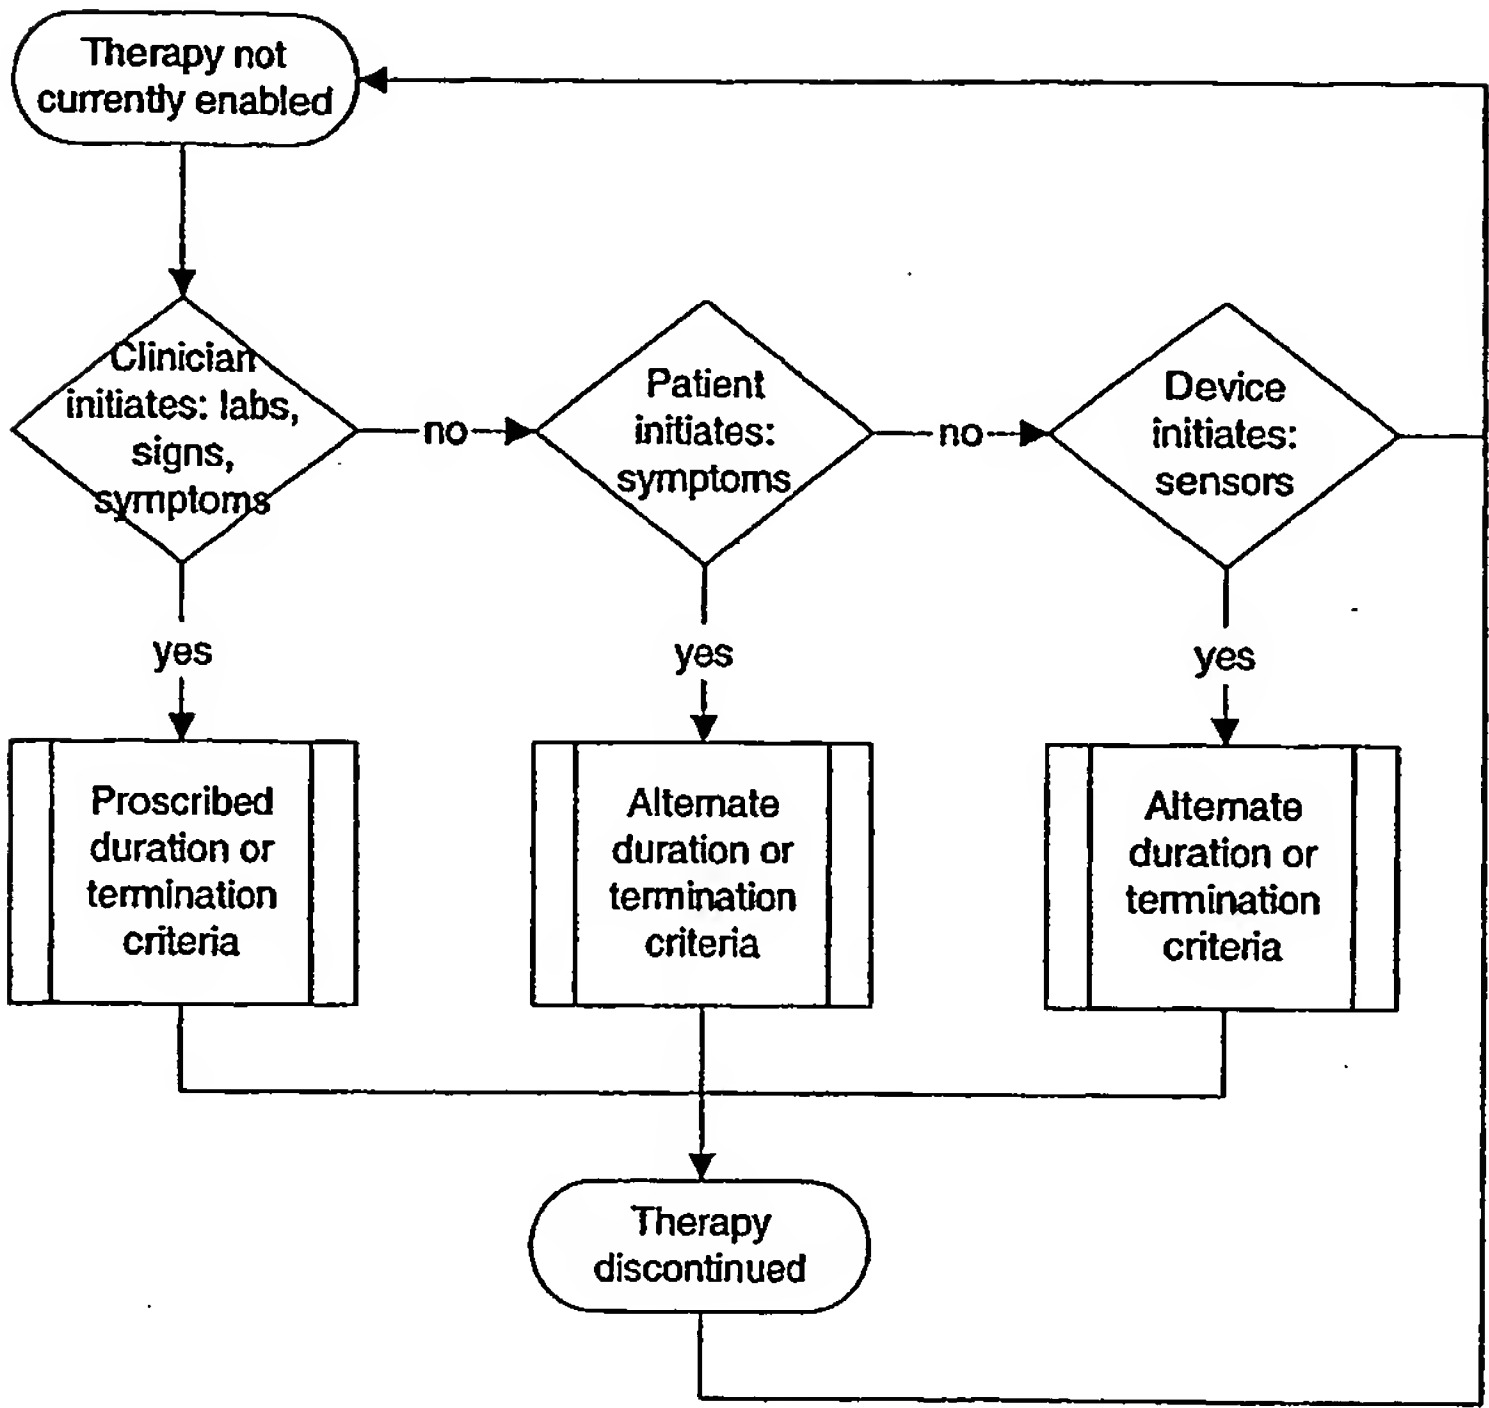 Therapy not
currently enabled
Clinician
initiates: labs,
signs,
symptoms
no
Patient
initiates:
symptoms
no
Device
initiates:
sensors
yes
yes
yes
Proscribed
duration or
termination
criteria
Alternate
duration or
termination
criteria
Alternate
duration or
termination
criteria
Therapy
discontinued